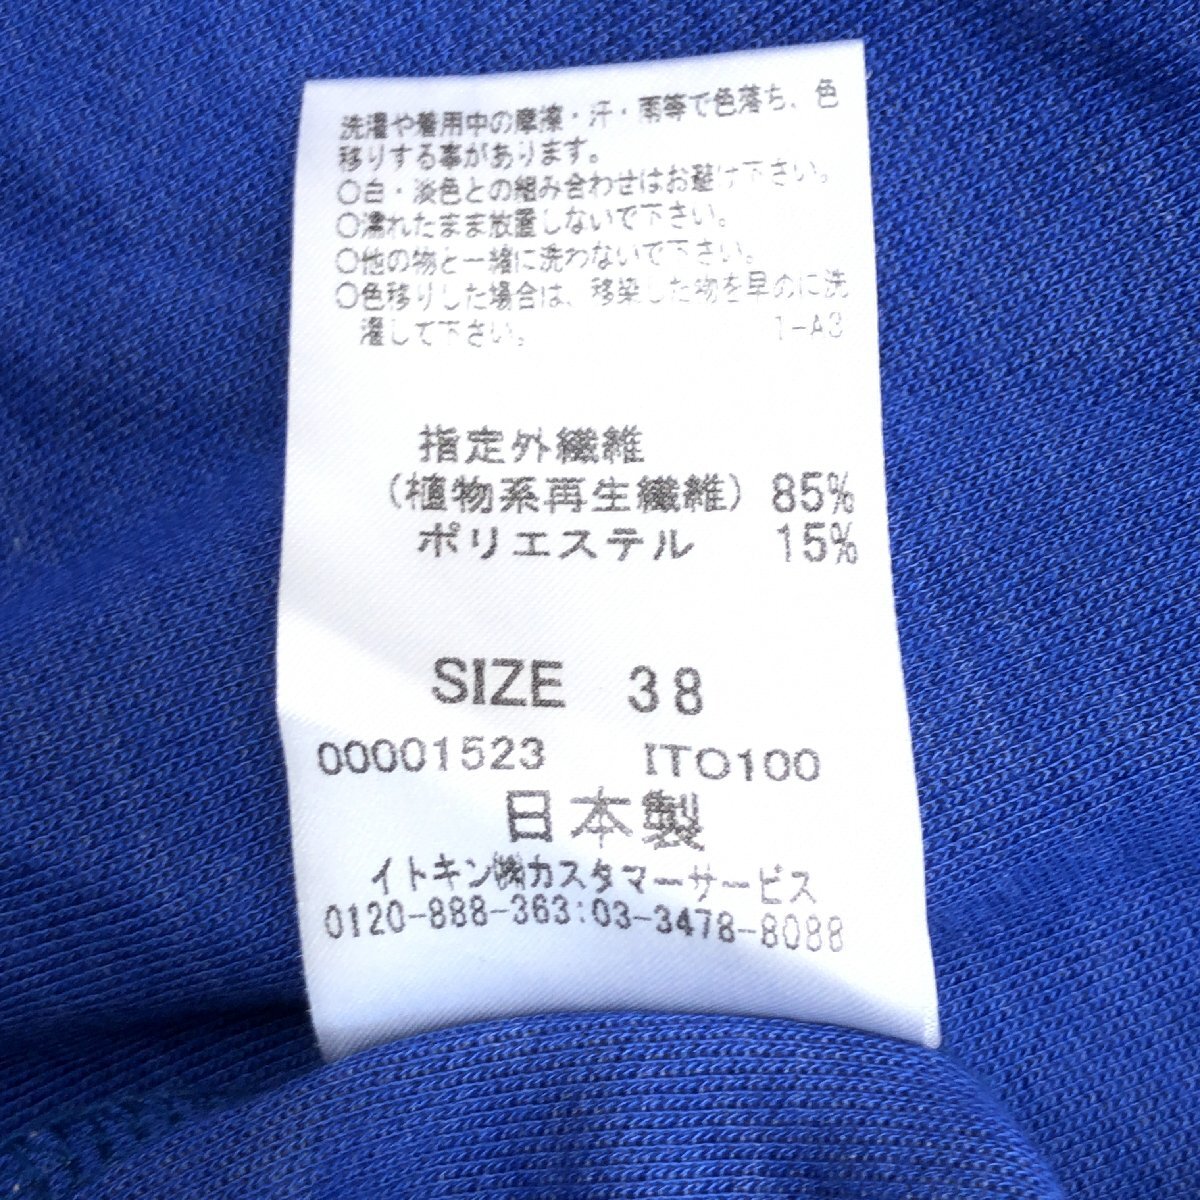 洗濯や着用中の摩擦・汗・雨等で色落ち、色
移りする事があります。
○白・淡色との組み合わせはお避け下さい。
○濡れたまま放置しないで下さい。
○他の物と一緒に洗わないで下さい。
○色移りした場合は、移染した物を早めに洗
濯して下さい。 1-A3
指定外繊維
(植物系再生繊維) 85%
ポリエステル 15%
SIZE 38
00001523 ITO100
日本製
イトキン㈱カスタマーサービス
0120-888-363:03-3478-8088